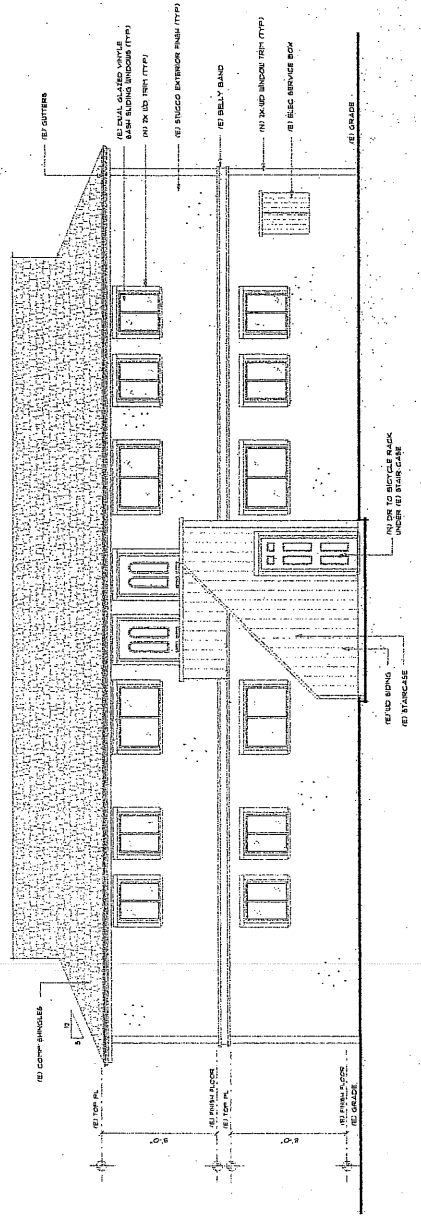 (E) COMP SHINGLES
12
5
(E) TOP PL
(E) FINISH FLOOR
(E) TOP PL
(E) FINISH FLOOR
(E) GRADE
8'-0"
(E) WD SIDING
(E) STAIRCASE
(N) DR TO BICYCLE RACK
UNDER (E) STAIR CASE
(E) GUTTERS
(E) DUAL GLAZED VINYLE
SASH SLIDING WINDOWS (TYP)
(N) 2X WD TRIM (TYP)
(E) STUCCO EXTERIOR FINISH (TYP)
(E) BELLY BAND
(N) 2X WD WINDOW TRIM (TYP)
(E) ELEC SERVICE BOX
(E) GRADE